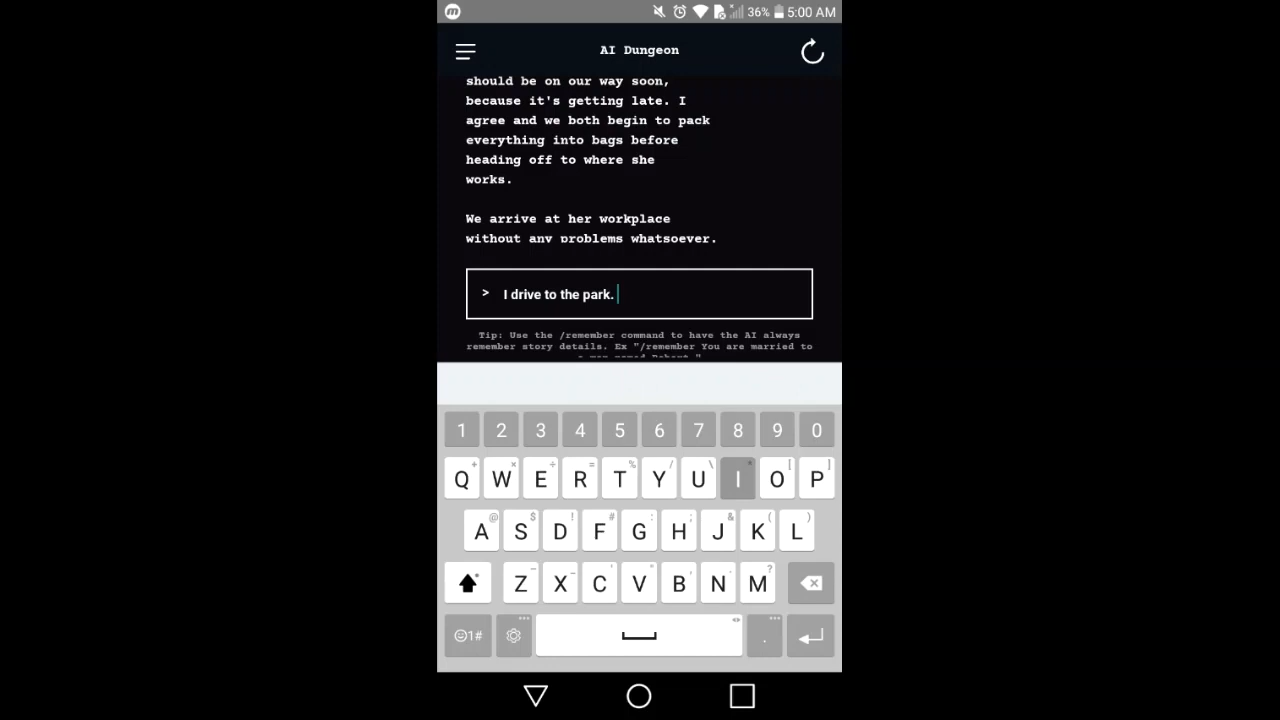 36% 5:00 AM
AI Dungeon
should be on our way soon,
because it's getting late. I
agree and we both begin to pack
everything into bags before
heading off to where she
works.
We arrive at her workplace
without any problems whatsoever.
> I drive to the park.
Tip: Use the /remember command to have the AI always
remember story details. Ex "/remember You are married to
1 2 3 4 5 6 7 8 9 0
Q W E R T Y U I O P
A S D F G H J K L
Z X C V B N M
1# .